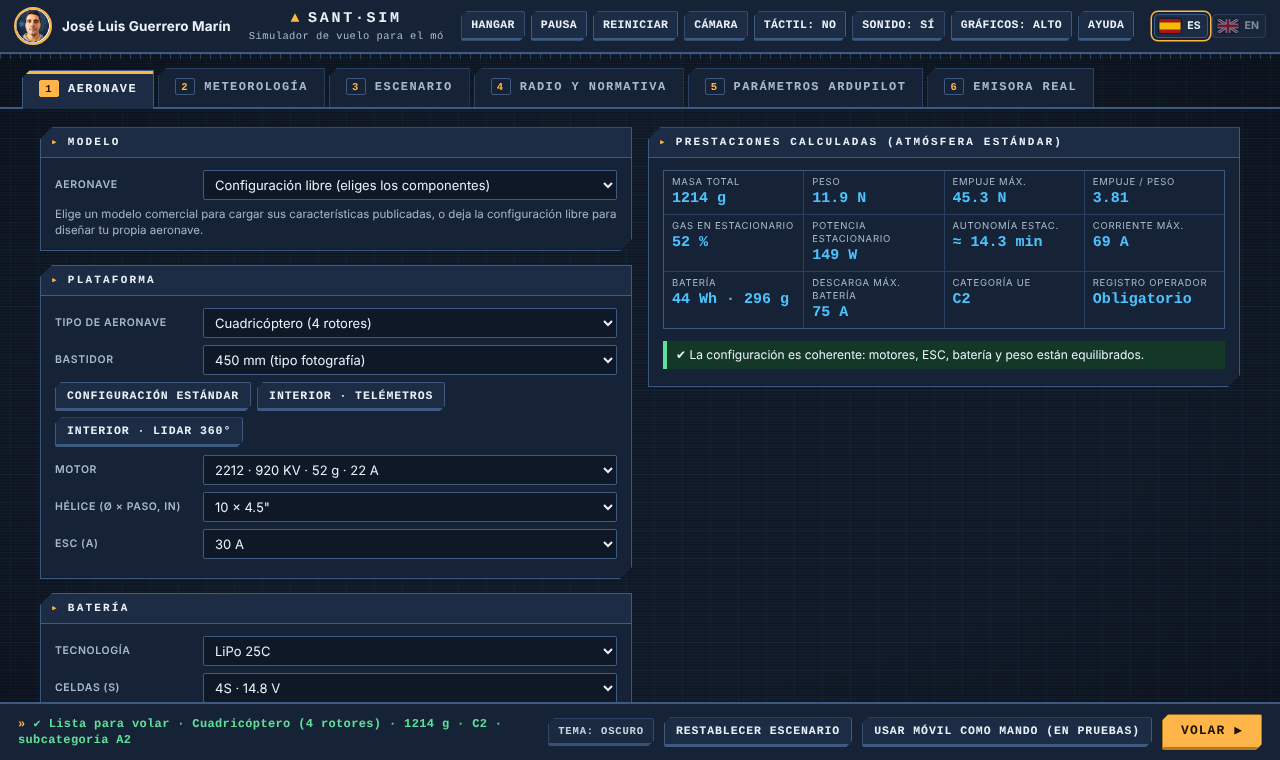 José Luis Guerrero Marín
▲ SANT·SIM
Simulador de vuelo para el mó
HANGAR
PAUSA
REINICIAR
CÁMARA
TÁCTIL: NO
SONIDO: SÍ
GRÁFICOS: ALTO
AYUDA
ES
EN
1 AERONAVE
2 METEOROLOGÍA
3 ESCENARIO
4 RADIO Y NORMATIVA
5 PARÁMETROS ARDUPILOT
6 EMISORA REAL
▸ MODELO
AERONAVE
Configuración libre (eliges los componentes)
Elige un modelo comercial para cargar sus características publicadas, o deja la configuración libre para
diseñar tu propia aeronave.
▸ PLATAFORMA
TIPO DE AERONAVE
Cuadricóptero (4 rotores)
BASTIDOR
450 mm (tipo fotografía)
CONFIGURACIÓN ESTÁNDAR
INTERIOR · TELÉMETROS
INTERIOR · LIDAR 360°
MOTOR
2212 · 920 KV · 52 g · 22 A
HÉLICE (Ø × PASO, IN)
10 × 4.5"
ESC (A)
30 A
▸ BATERÍA
TECNOLOGÍA
LiPo 25C
CELDAS (S)
4S · 14.8 V
▸ PRESTACIONES CALCULADAS (ATMÓSFERA ESTÁNDAR)
MASA TOTAL
1214 g
PESO
11.9 N
EMPUJE MÁX.
45.3 N
EMPUJE / PESO
3.81
GAS EN ESTACIONARIO
52 %
POTENCIA
ESTACIONARIO
149 W
AUTONOMÍA ESTAC.
≈ 14.3 min
CORRIENTE MÁX.
69 A
BATERÍA
44 Wh · 296 g
DESCARGA MÁX.
BATERÍA
75 A
CATEGORÍA UE
C2
REGISTRO OPERADOR
Obligatorio
✔ La configuración es coherente: motores, ESC, batería y peso están equilibrados.
» ✔ Lista para volar · Cuadricóptero (4 rotores) · 1214 g · C2 ·
subcategoría A2
TEMA: OSCURO
RESTABLECER ESCENARIO
USAR MÓVIL COMO MANDO (EN PRUEBAS)
VOLAR ▶